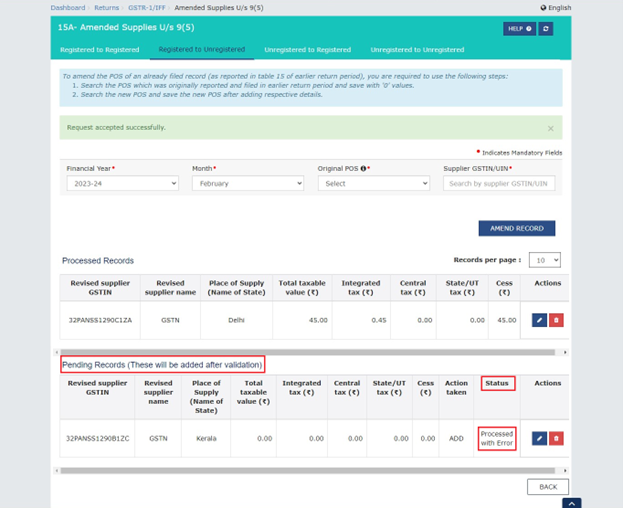 Dashboard › Returns › GSTR-1/IFF › Amended Supplies U/s 9(5)
English
15A- Amended Supplies U/s 9(5)
HELP
Registered to Registered
Registered to Unregistered
Unregistered to Registered
Unregistered to Unregistered
To amend the POS of an already filed record (as reported in table 15 of earlier return period), you are required to use the following steps:
1. Search the POS which was originally reported and filed in earlier return period and save with '0' values.
2. Search the new POS and save the new POS after adding respective details.
Request accepted successfully.
• Indicates Mandatory Fields
Financial Year•
Month•
Original POS •
Supplier GSTIN/UIN•
2023-24
February
Select
Search by supplier GSTIN/UIN
AMEND RECORD
Processed Records
Records per page :
10
Revised supplier GSTIN
Revised supplier name
Place of Supply (Name of State)
Total taxable value (₹)
Integrated tax (₹)
Central tax (₹)
State/UT tax (₹)
Cess (₹)
Actions
32PANSS1290C1ZA
GSTN
Delhi
45.00
0.45
0.00
0.00
45.00
Pending Records (These will be added after validation)
Revised supplier GSTIN
Revised supplier name
Place of Supply (Name of State)
Total taxable value (₹)
Integrated tax (₹)
Central tax (₹)
State/UT tax (₹)
Cess (₹)
Action taken
Status
Actions
32PANSS1290B1ZC
GSTN
Kerala
0.00
0.00
0.00
0.00
0.00
ADD
Processed with Error
BACK